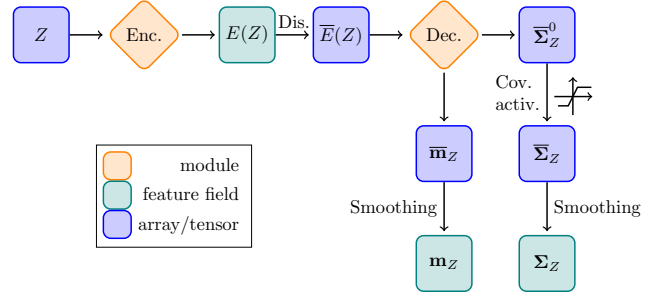 Z
Enc.
E(Z)
Dis.
E̅(Z)
Dec.
Σ̅⁰_Z
Cov.
activ.
m̅_Z
Σ̅_Z
module
feature field
array/tensor
Smoothing
Smoothing
m_Z
Σ_Z